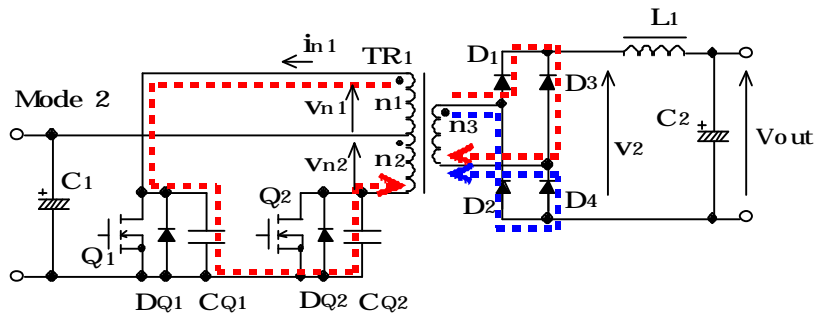 in1
TR1
L1
D1
D3
Mode 2
vn1
n1
n3
C2
v2
Vout
vn2
n2
C1
Q2
D2
D4
Q1
DQ1
CQ1
DQ2
CQ2